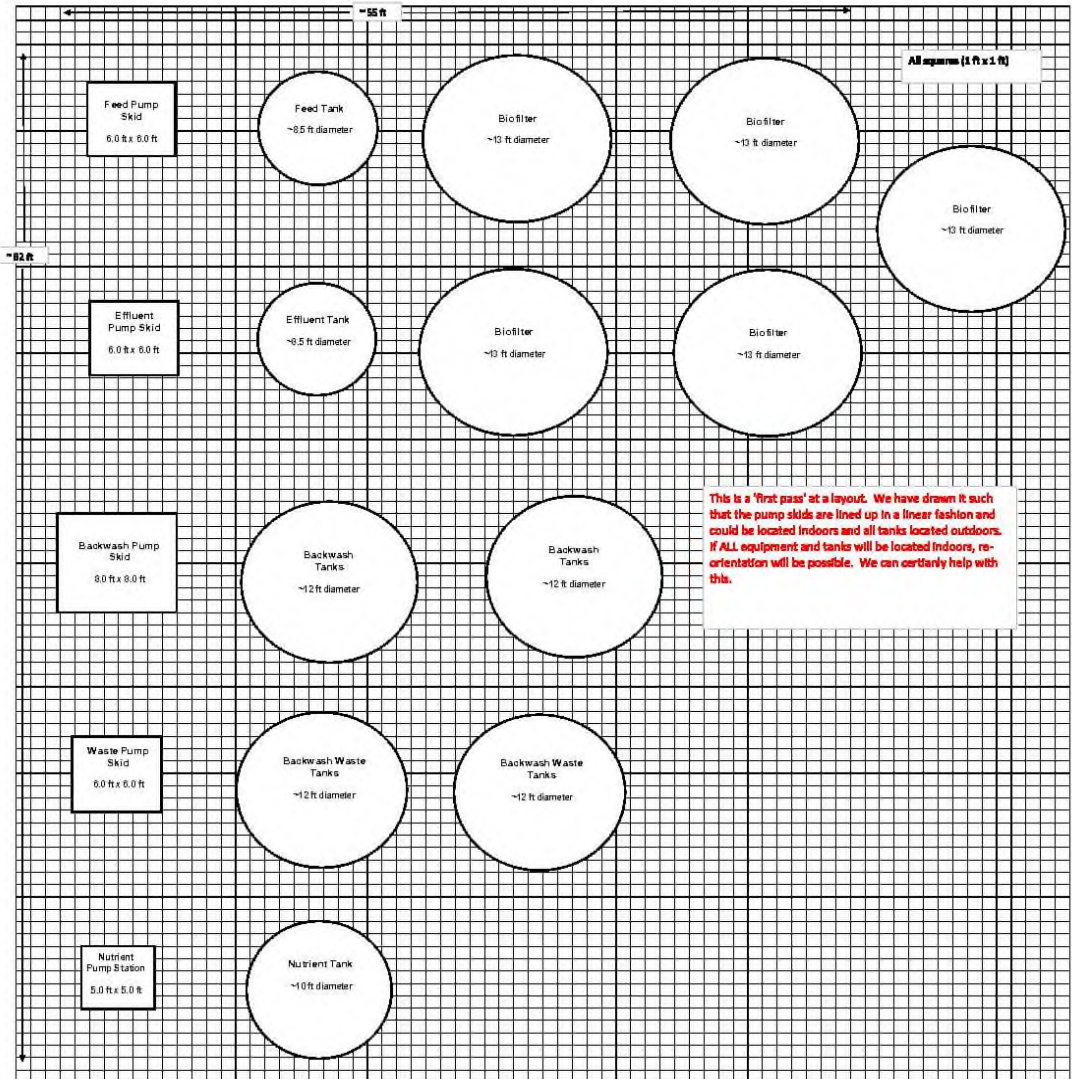 ~55 ft
All squares (1 ft x 1 ft)
Feed Pump
Skid
6.0 ft x 6.0 ft
Feed Tank
~8.5 ft diameter
Biofilter
~13 ft diameter
Biofilter
~13 ft diameter
Biofilter
~13 ft diameter
~82 ft
Effluent
Pump Skid
6.0 ft x 6.0 ft
Effluent Tank
~8.5 ft diameter
Biofilter
~13 ft diameter
Biofilter
~13 ft diameter
This is a 'first pass' at a layout. We have drawn it such
that the pump skids are lined up in a linear fashion and
could be located indoors and all tanks located outdoors.
If ALL equipment and tanks will be located indoors, re-
orientation will be possible. We can certianly help with
this.
Backwash Pump
Skid
8.0 ft x 8.0 ft
Backwash
Tanks
~12 ft diameter
Backwash
Tanks
~12 ft diameter
Waste Pump
Skid
6.0 ft x 6.0 ft
Backwash Waste
Tanks
~12 ft diameter
Backwash Waste
Tanks
~12 ft diameter
Nutrient
Pump Station
5.0 ft x 5.0 ft
Nutrient Tank
~10 ft diameter